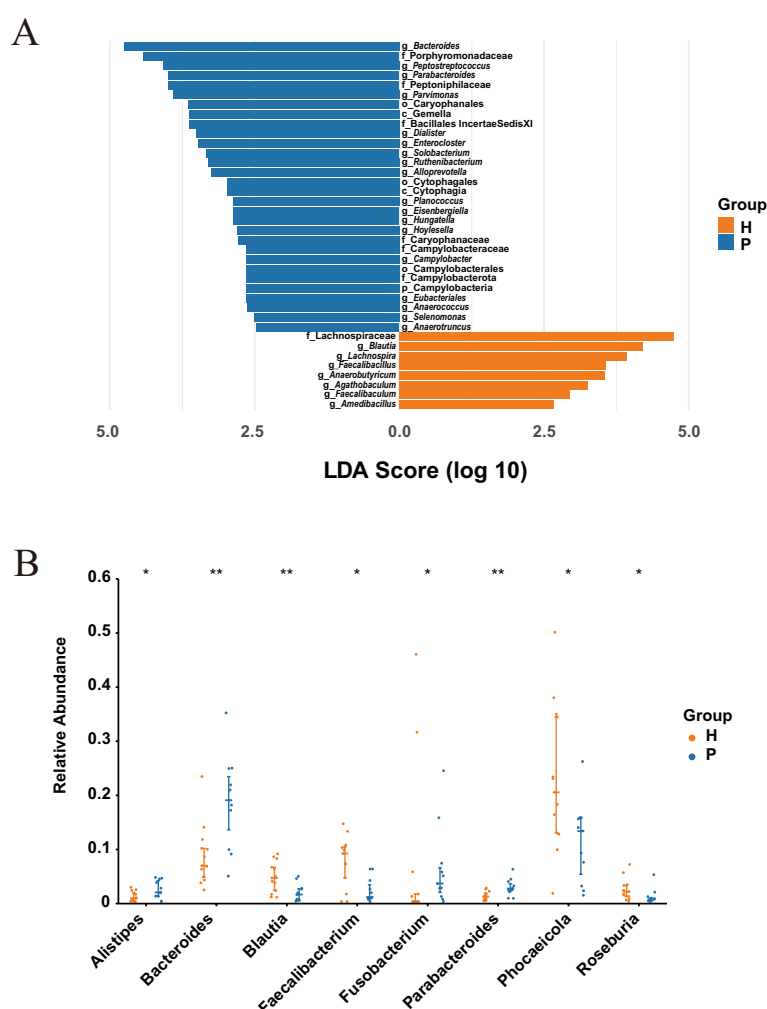 A
g_Bacteroides
f_Porphyromonadaceae
g_Peptostreptococcus
g_Parabacteroides
f_Peptoniphilaceae
g_Parvimonas
o_Caryophanales
c_Gemella
f_Bacillales IncertaeSedisXI
g_Dialister
g_Enterocloster
g_Solobacterium
g_Ruthenibacterium
g_Alloprevotella
o_Cytophagales
c_Cytophagia
g_Planococcus
g_Eisenbergiella
g_Hungatella
g_Hoylesella
f_Caryophanaceae
f_Campylobacteraceae
g_Campylobacter
o_Campylobacterales
f_Campylobacterota
p_Campylobacteria
g_Eubacteriales
g_Anaerococcus
g_Selenomonas
g_Anaerotruncus
f_Lachnospiraceae
g_Blautia
g_Lachnospira
g_Faecalibacillus
g_Anaerobutyricum
g_Agathobaculum
g_Faecalibaculum
g_Amedibacillus
Group
H
P
5.0 2.5 0.0 2.5 5.0
LDA Score (log 10)
B
* ** ** * * ** * *
0.6
0.5
0.4
0.3
0.2
0.1
0
Relative Abundance
Group
H
P
Alistipes
Bacteroides
Blautia
Faecalibacterium
Fusobacterium
Parabacteroides
Phocaeicola
Roseburia